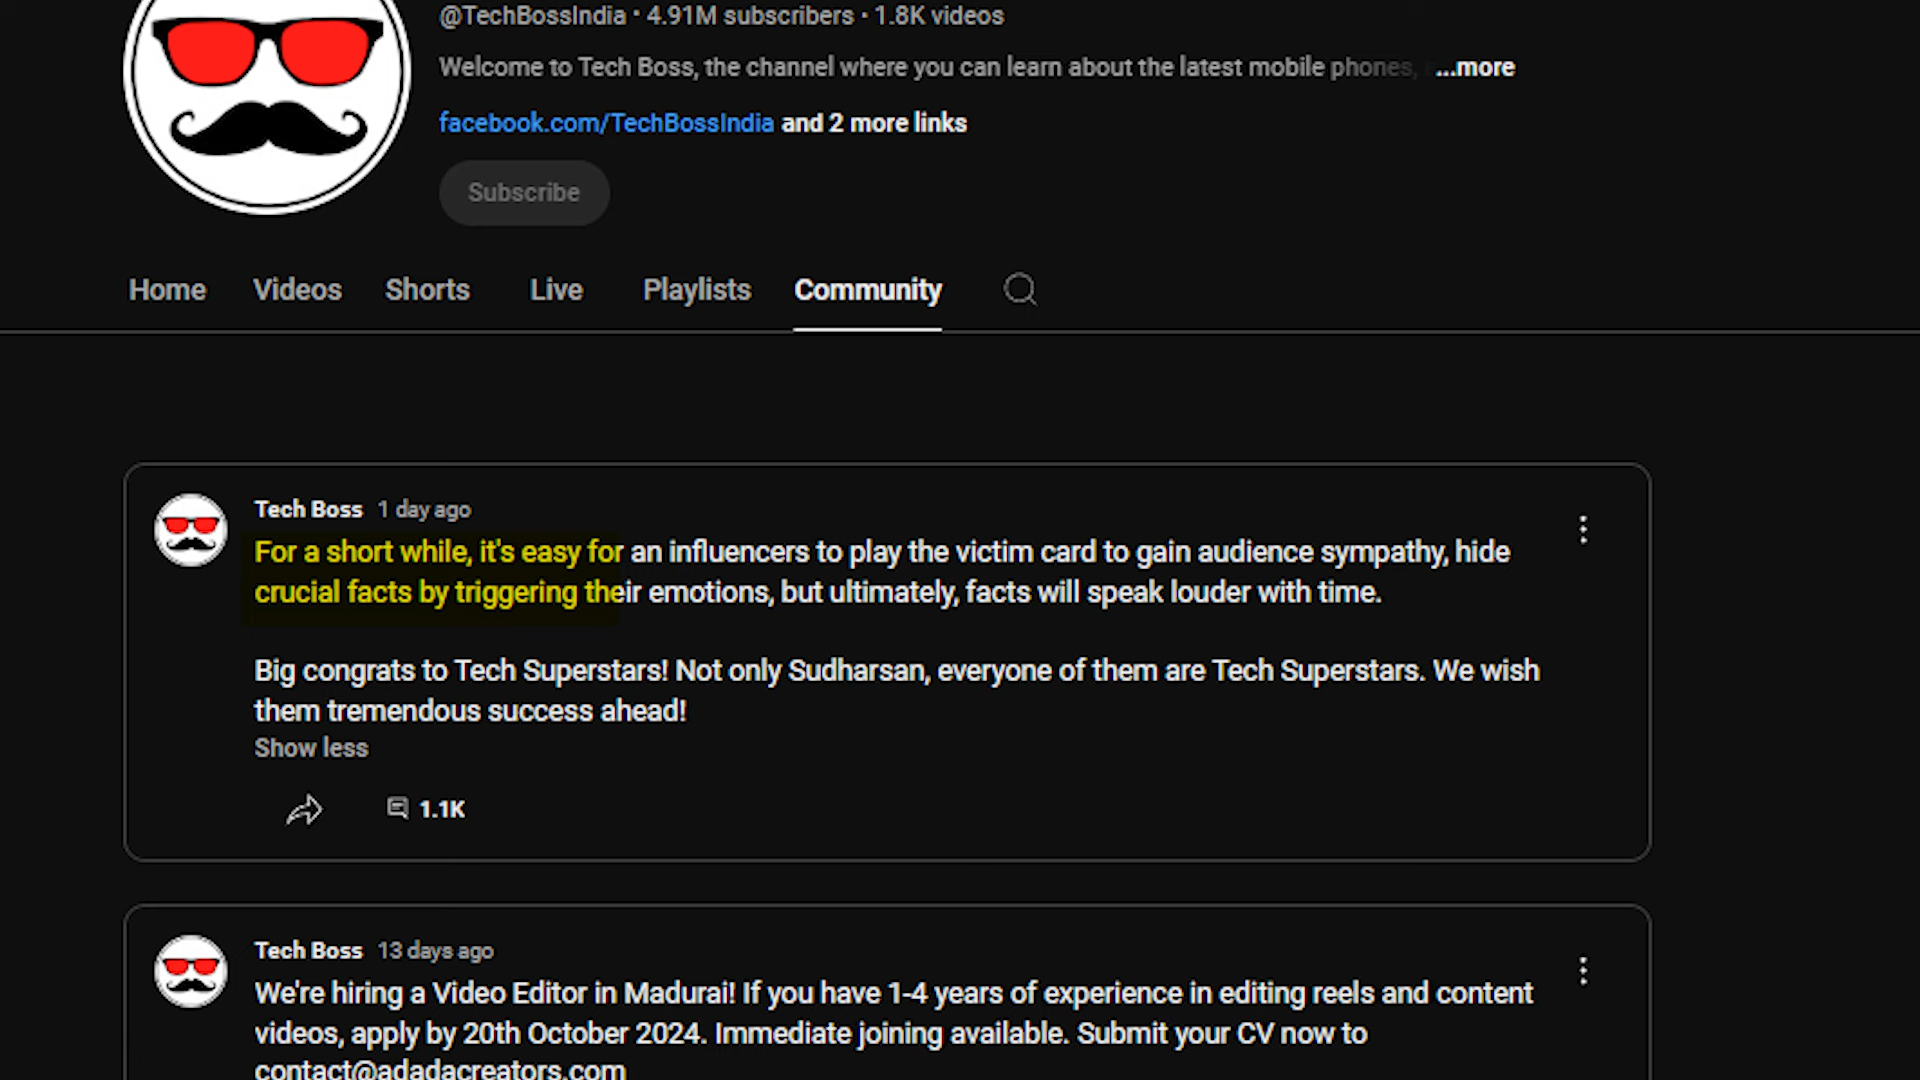 @TechBossIndia • 4.91M subscribers • 1.8K videos
Welcome to Tech Boss, the channel where you can learn about the latest mobile phones, ...more
facebook.com/TechBossIndia and 2 more links
Subscribe
Home Videos Shorts Live Playlists Community
Tech Boss 1 day ago
For a short while, it's easy for an influencers to play the victim card to gain audience sympathy, hide
crucial facts by triggering their emotions, but ultimately, facts will speak louder with time.
Big congrats to Tech Superstars! Not only Sudharsan, everyone of them are Tech Superstars. We wish
them tremendous success ahead!
Show less
1.1K
Tech Boss 13 days ago
We're hiring a Video Editor in Madurai! If you have 1-4 years of experience in editing reels and content
videos, apply by 20th October 2024. Immediate joining available. Submit your CV now to
contact@adadacreators.com